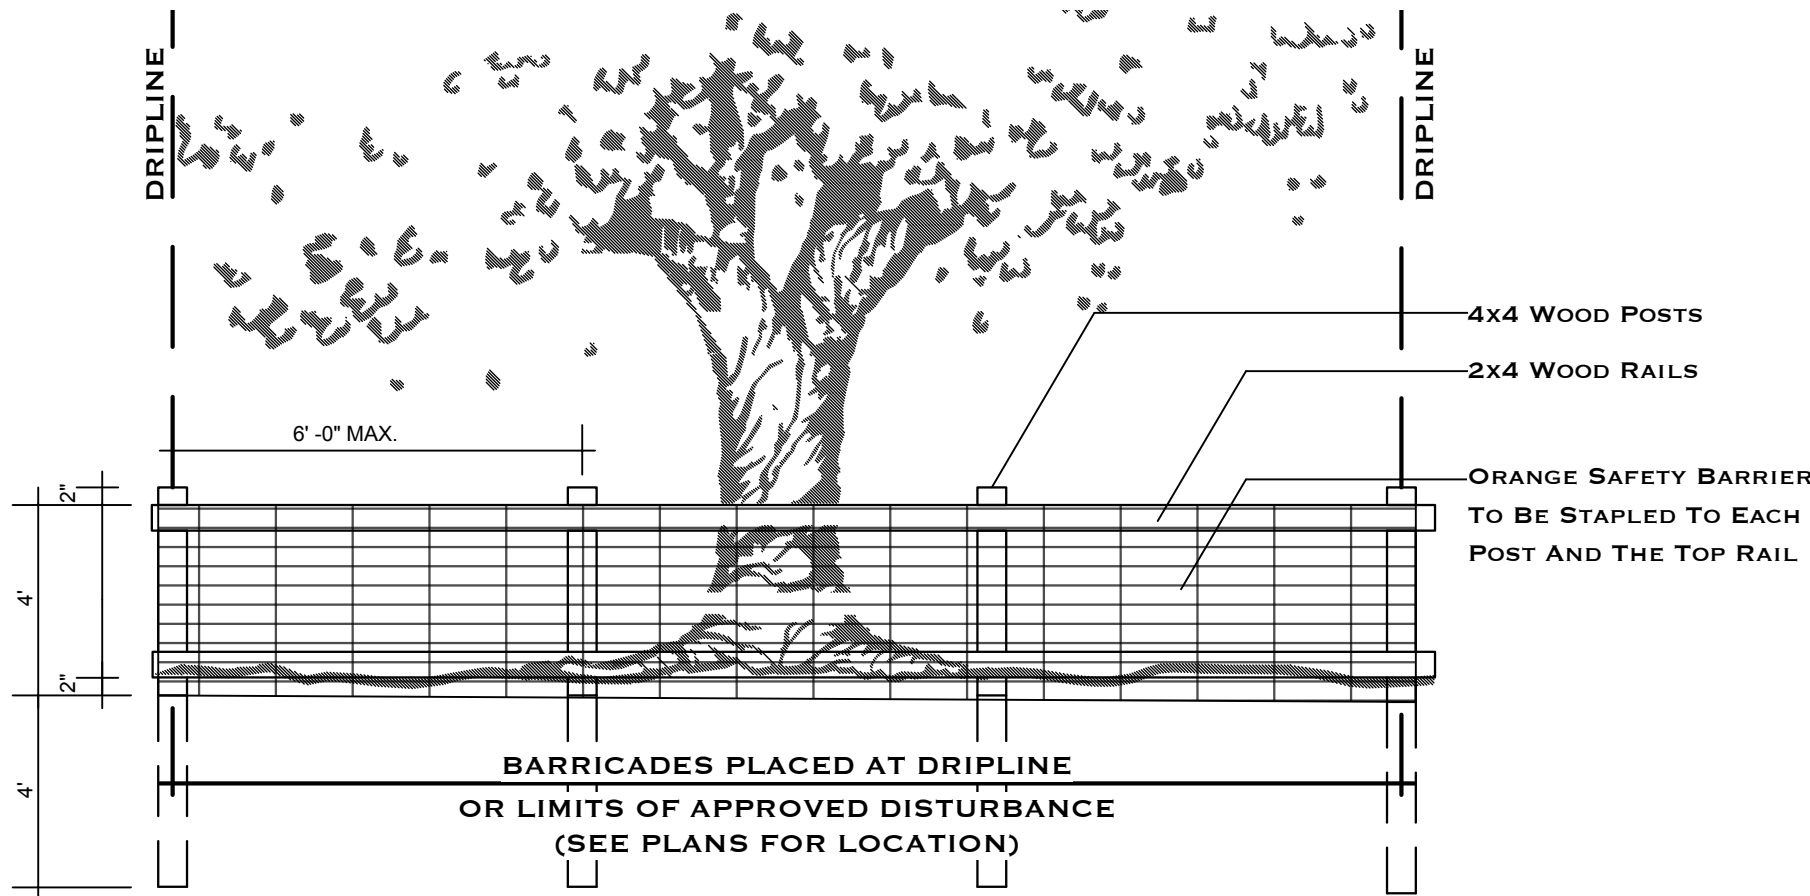 DRIPLINE
DRIPLINE
4x4 WOOD POSTS
2x4 WOOD RAILS
6' -0" MAX.
ORANGE SAFETY BARRIER
TO BE STAPLED TO EACH
POST AND THE TOP RAIL
2"
4'
2"
4'
BARRICADES PLACED AT DRIPLINE
OR LIMITS OF APPROVED DISTURBANCE
(SEE PLANS FOR LOCATION)